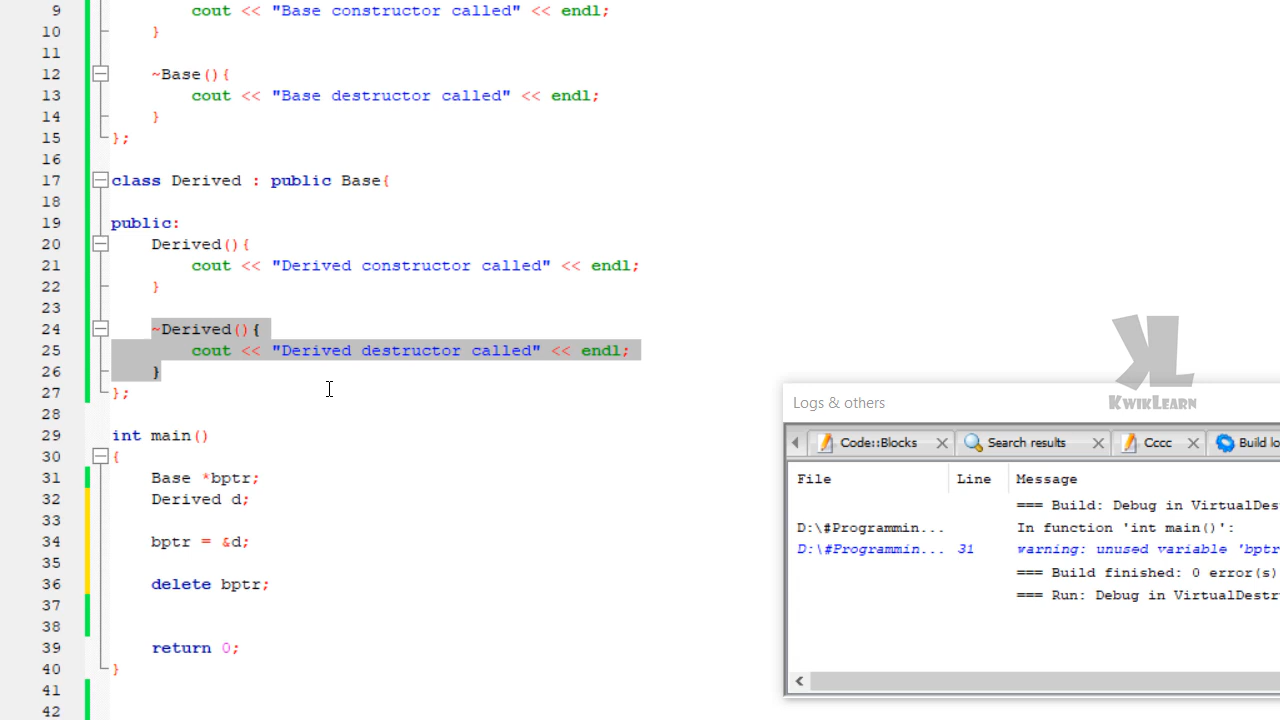 9 cout << "Base constructor called" << endl;
10 }
11
12 ~Base(){
13 cout << "Base destructor called" << endl;
14 }
15 };
16
17 class Derived : public Base{
18
19 public:
20 Derived(){
21 cout << "Derived constructor called" << endl;
22 }
23
24 ~Derived(){
25 cout << "Derived destructor called" << endl;
26 }
27 };
28
29 int main()
30 {
31 Base *bptr;
32 Derived d;
33
34 bptr = &d;
35
36 delete bptr;
37
38
39 return 0;
40 }
41
42
KWIKLEARN
Logs & others
Code::Blocks Search results Cccc Build lo
File Line Message
=== Build: Debug in VirtualDes
D:\#Programmin... In function 'int main()':
D:\#Programmin... 31 warning: unused variable 'bptr
=== Build finished: 0 error(s)
=== Run: Debug in VirtualDestr